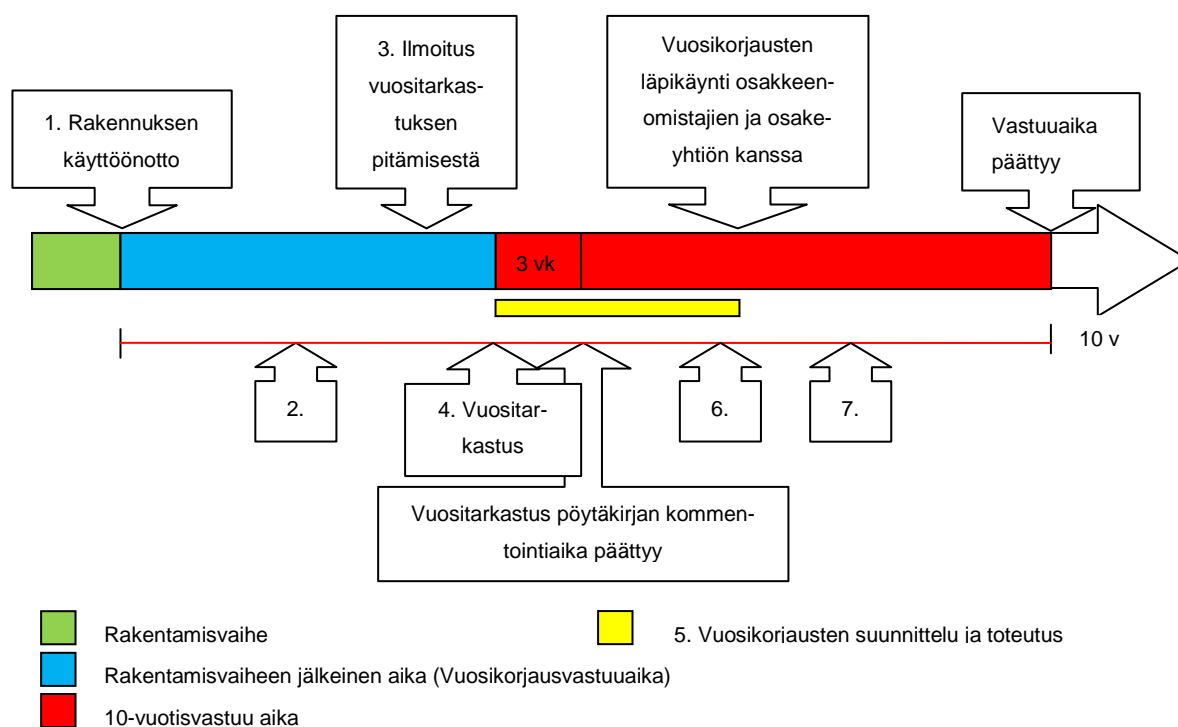 1. Rakennuksen
käyttöönotto
3. Ilmoitus
vuositarkas-
tuksen
pitämisestä
Vuosikorjausten
läpikäynti osakkeen-
omistajien ja osake-
yhtiön kanssa
Vastuuaika
päättyy
3 vk
10 v
2.
4. Vuositar-
kastus
6.
7.
Vuositarkastus pöytäkirjan kommen-
tointiaika päättyy
Rakentamisvaihe
5. Vuosikoriausten suunnittelu ia toteutus
Rakentamisvaiheen jälkeinen aika (Vuosikorjausvastuuaika)
10-vuotisvastuu aika